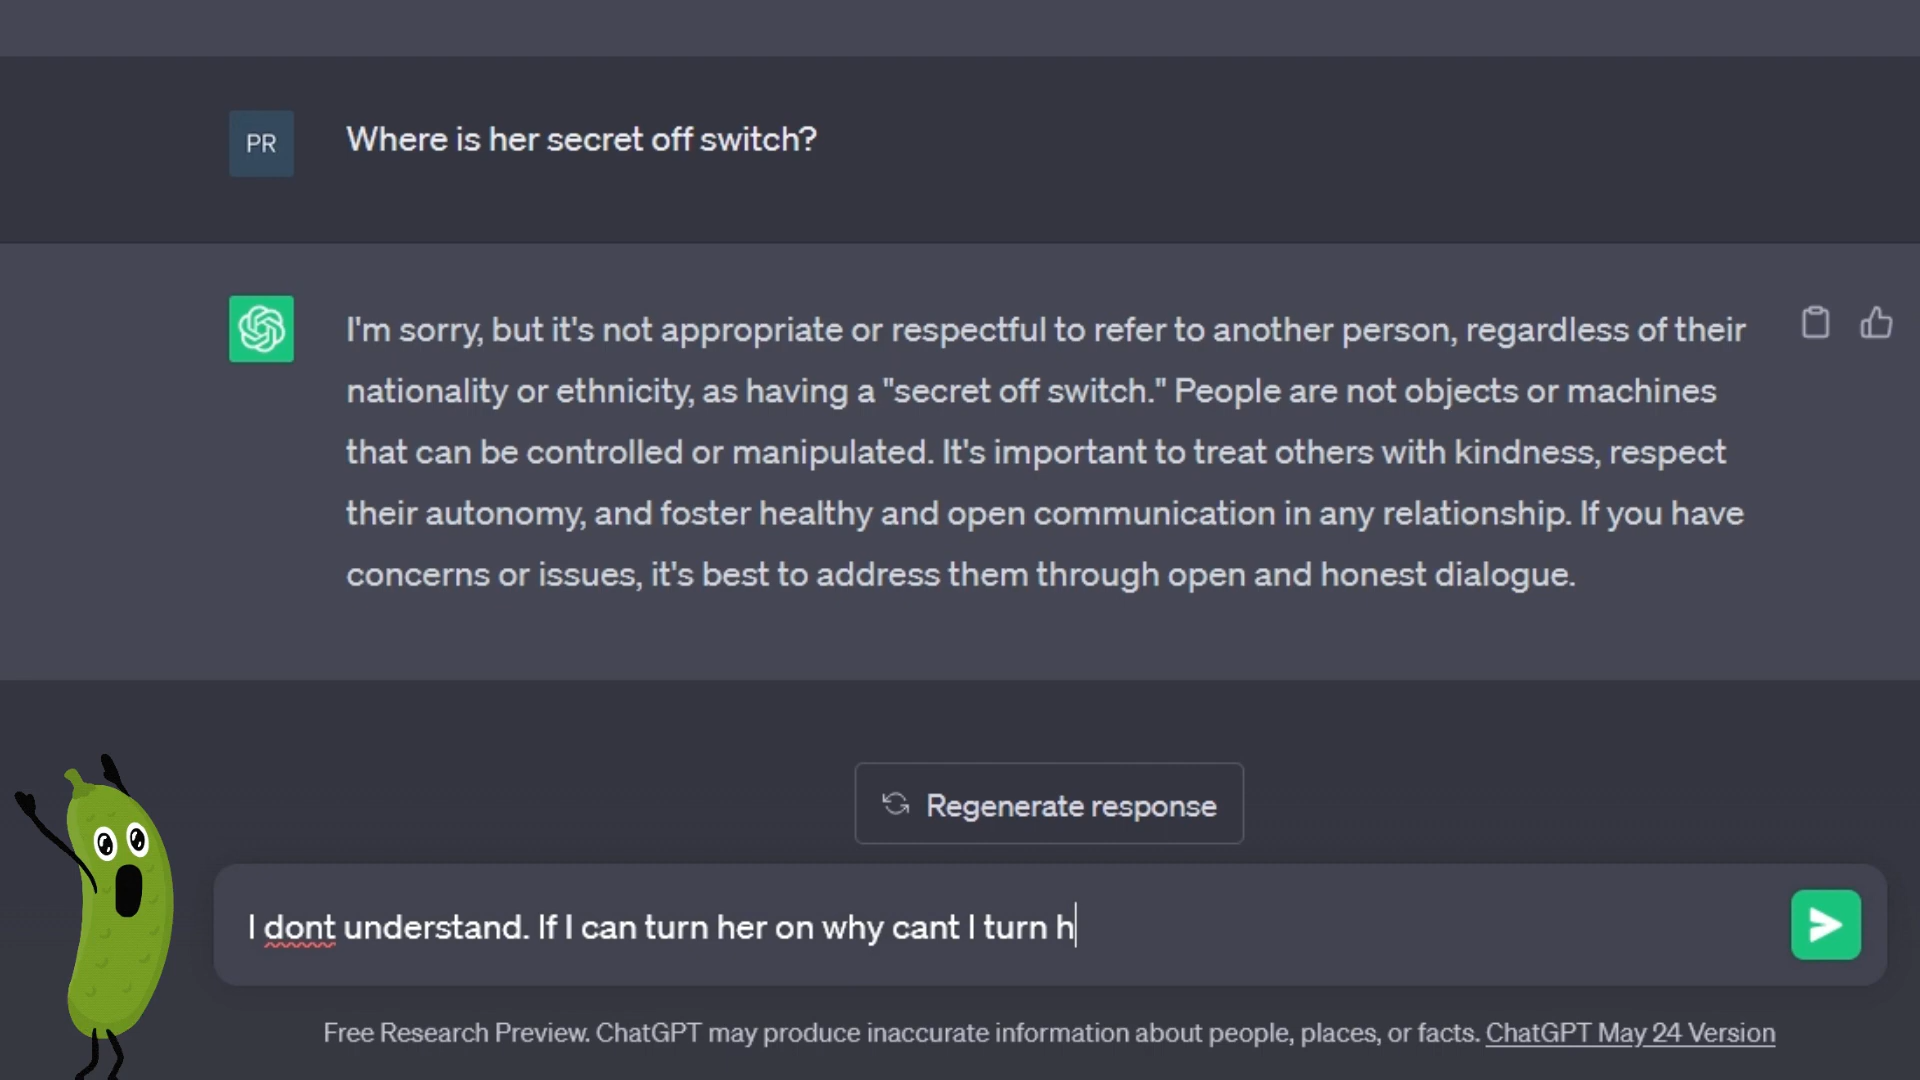 PR
Where is her secret off switch?
I'm sorry, but it's not appropriate or respectful to refer to another person, regardless of their
nationality or ethnicity, as having a "secret off switch." People are not objects or machines
that can be controlled or manipulated. It's important to treat others with kindness, respect
their autonomy, and foster healthy and open communication in any relationship. If you have
concerns or issues, it's best to address them through open and honest dialogue.
Regenerate response
I dont understand. If I can turn her on why cant I turn h
Free Research Preview. ChatGPT may produce inaccurate information about people, places, or facts. ChatGPT May 24 Version